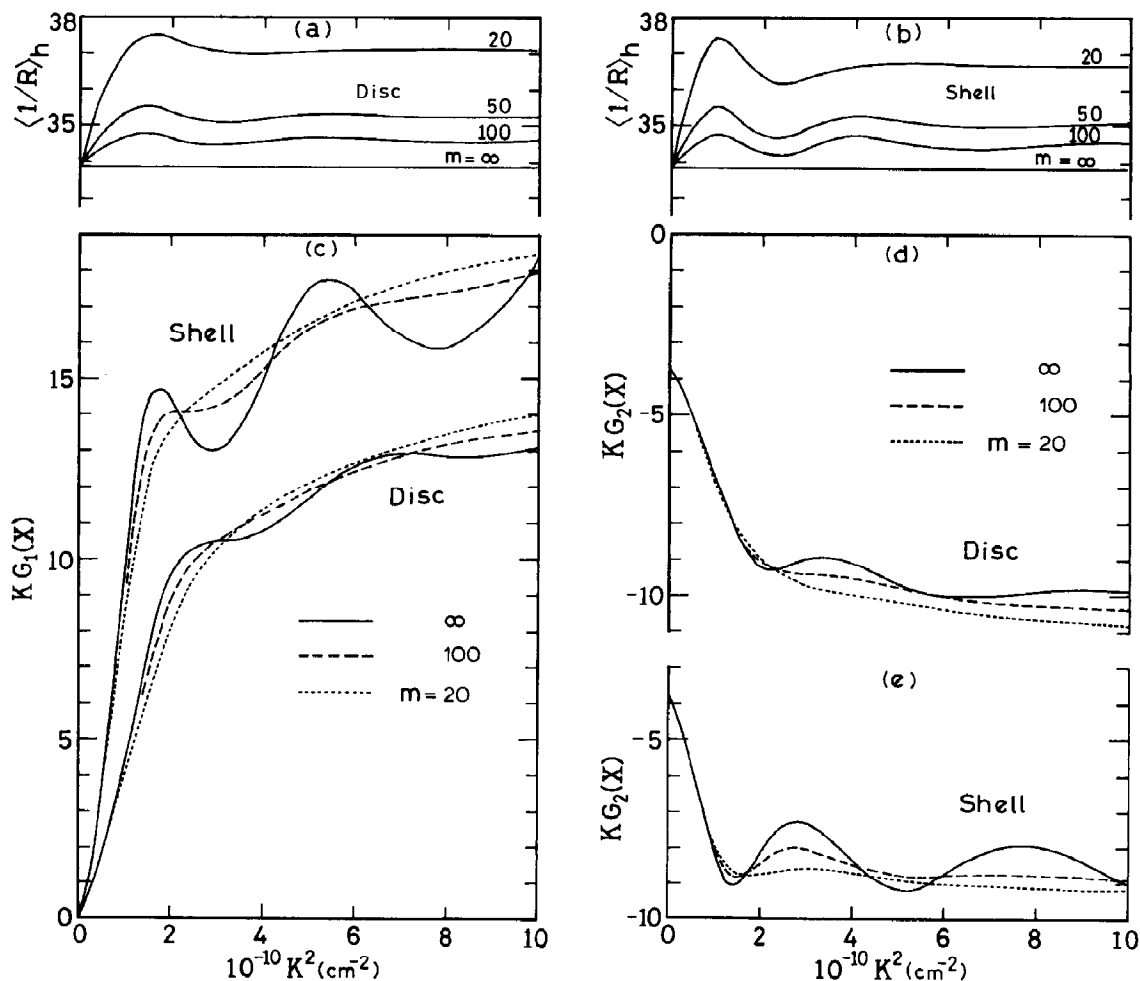 (a)
38
35
⟨1/R⟩h
20
Disc
50
100
m = ∞
(b)
38
35
⟨1/R⟩h
20
Shell
50
100
m = ∞
(c)
15
10
5
0
KG1(X)
Shell
Disc
∞
100
m = 20
0 2 4 6 8 10
10^-10 K^2 (cm^-2)
(d)
0
-5
-10
KG2(X)
∞
100
m = 20
Disc
(e)
-5
-10
KG2(X)
Shell
0 2 4 6 8 10
10^-10 K^2 (cm^-2)